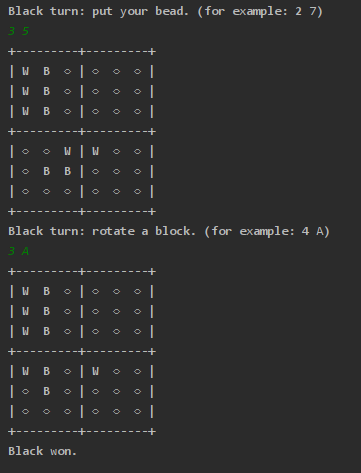 Black turn: put your bead. (for example: 2 7)
3 5
+---------+---------+
| W B ○ | ○ ○ ○ |
| W B ○ | ○ ○ ○ |
| W B ○ | ○ ○ ○ |
+---------+---------+
| ○ ○ W | W ○ ○ |
| ○ B B | ○ ○ ○ |
| ○ ○ ○ | ○ ○ ○ |
+---------+---------+
Black turn: rotate a block. (for example: 4 A)
3 A
+---------+---------+
| W B ○ | ○ ○ ○ |
| W B ○ | ○ ○ ○ |
| W B ○ | ○ ○ ○ |
+---------+---------+
| W B ○ | W ○ ○ |
| ○ B ○ | ○ ○ ○ |
| ○ ○ ○ | ○ ○ ○ |
+---------+---------+
Black won.